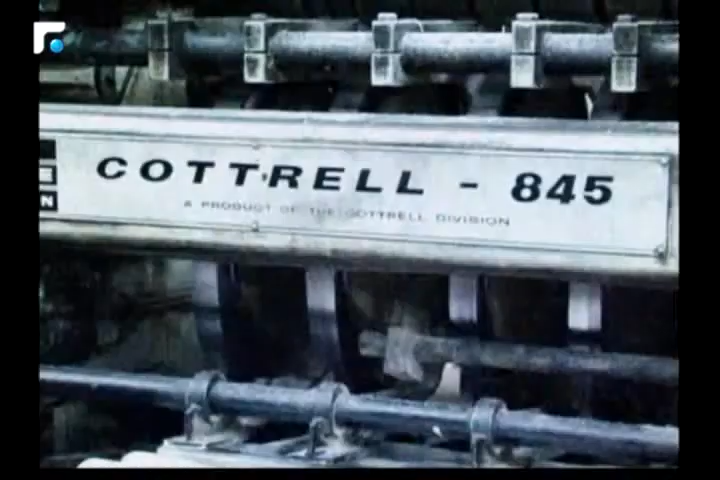 COTTRELL - 845
A PRODUCT OF THE COTTRELL DIVISION
E
N